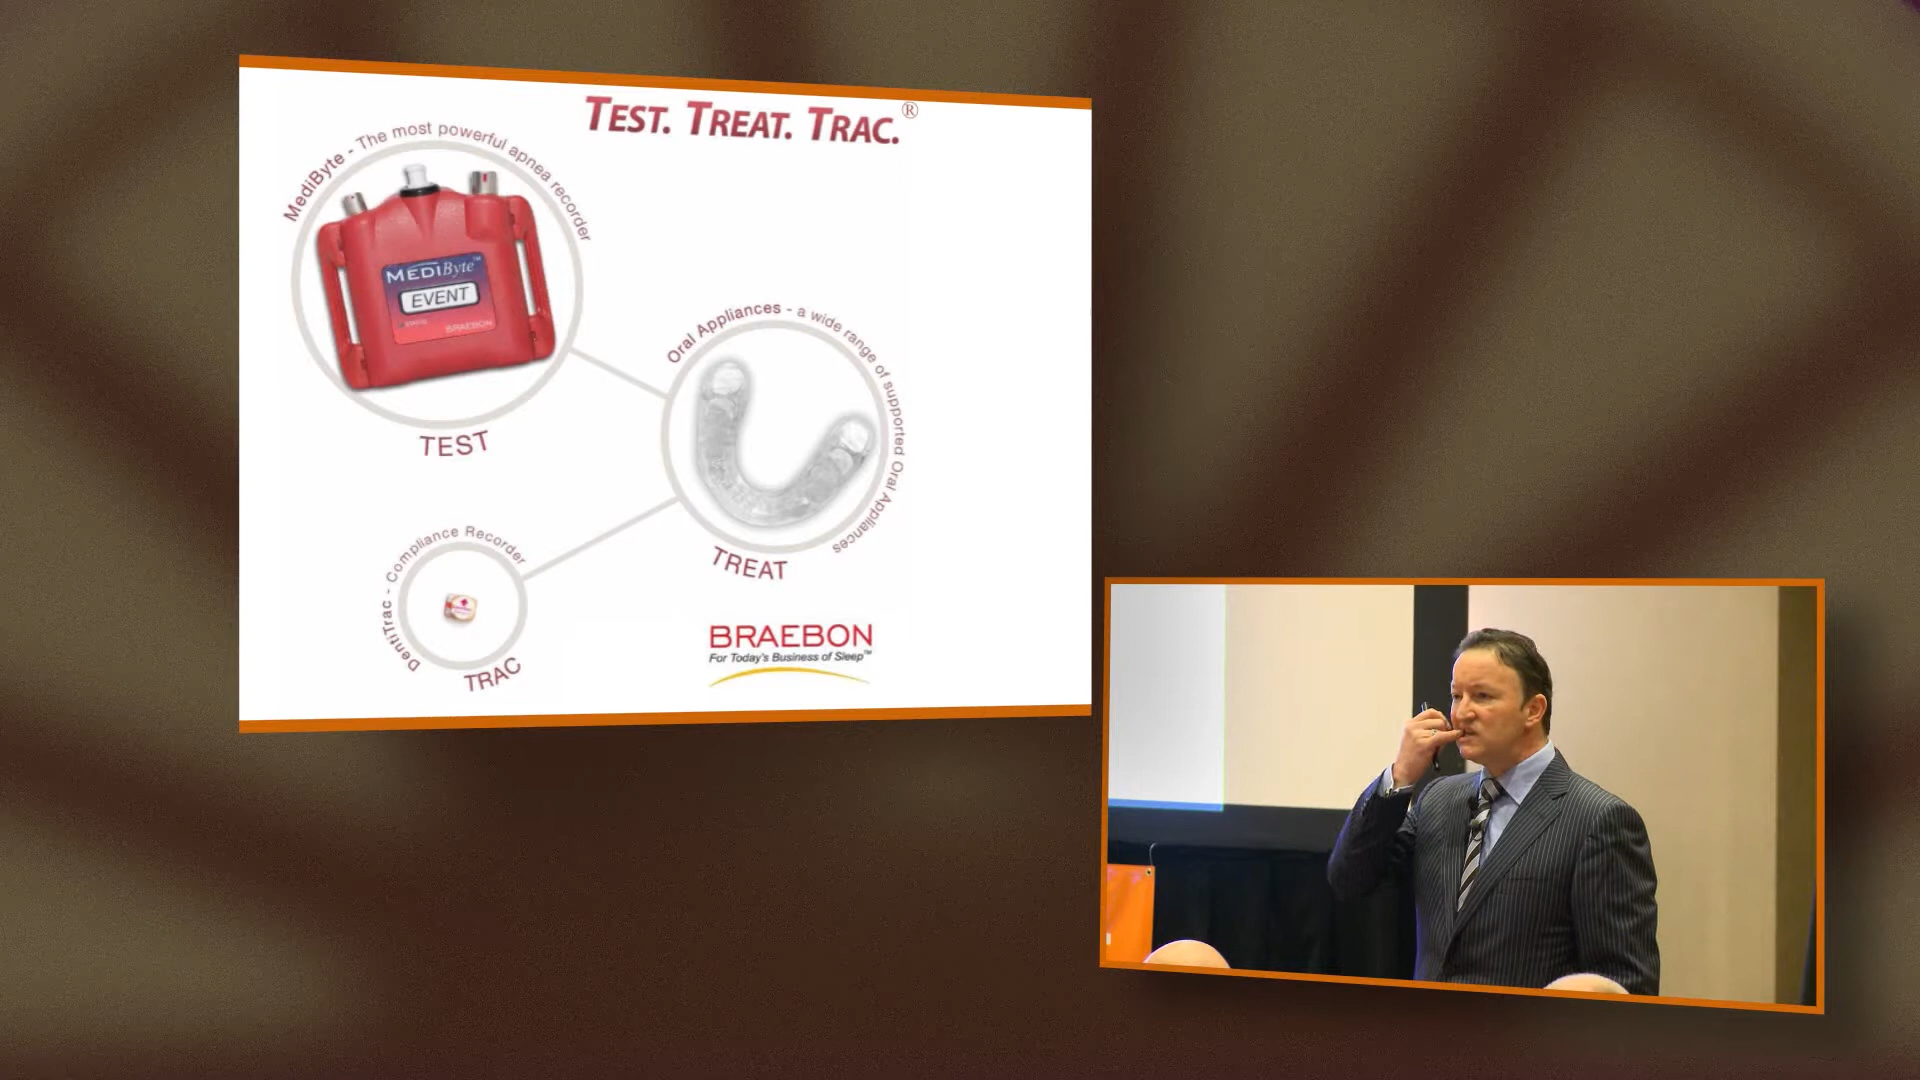 TEST. TREAT. TRAC.®
MediByte - The most powerful apnea recorder
MEDIByte™
EVENT
BRAEBON
TEST
Oral Appliances - a wide range of supported Oral Appliances
TREAT
DentiTrac - Compliance Recorder
TRAC
BRAEBON
For Today's Business of Sleep™